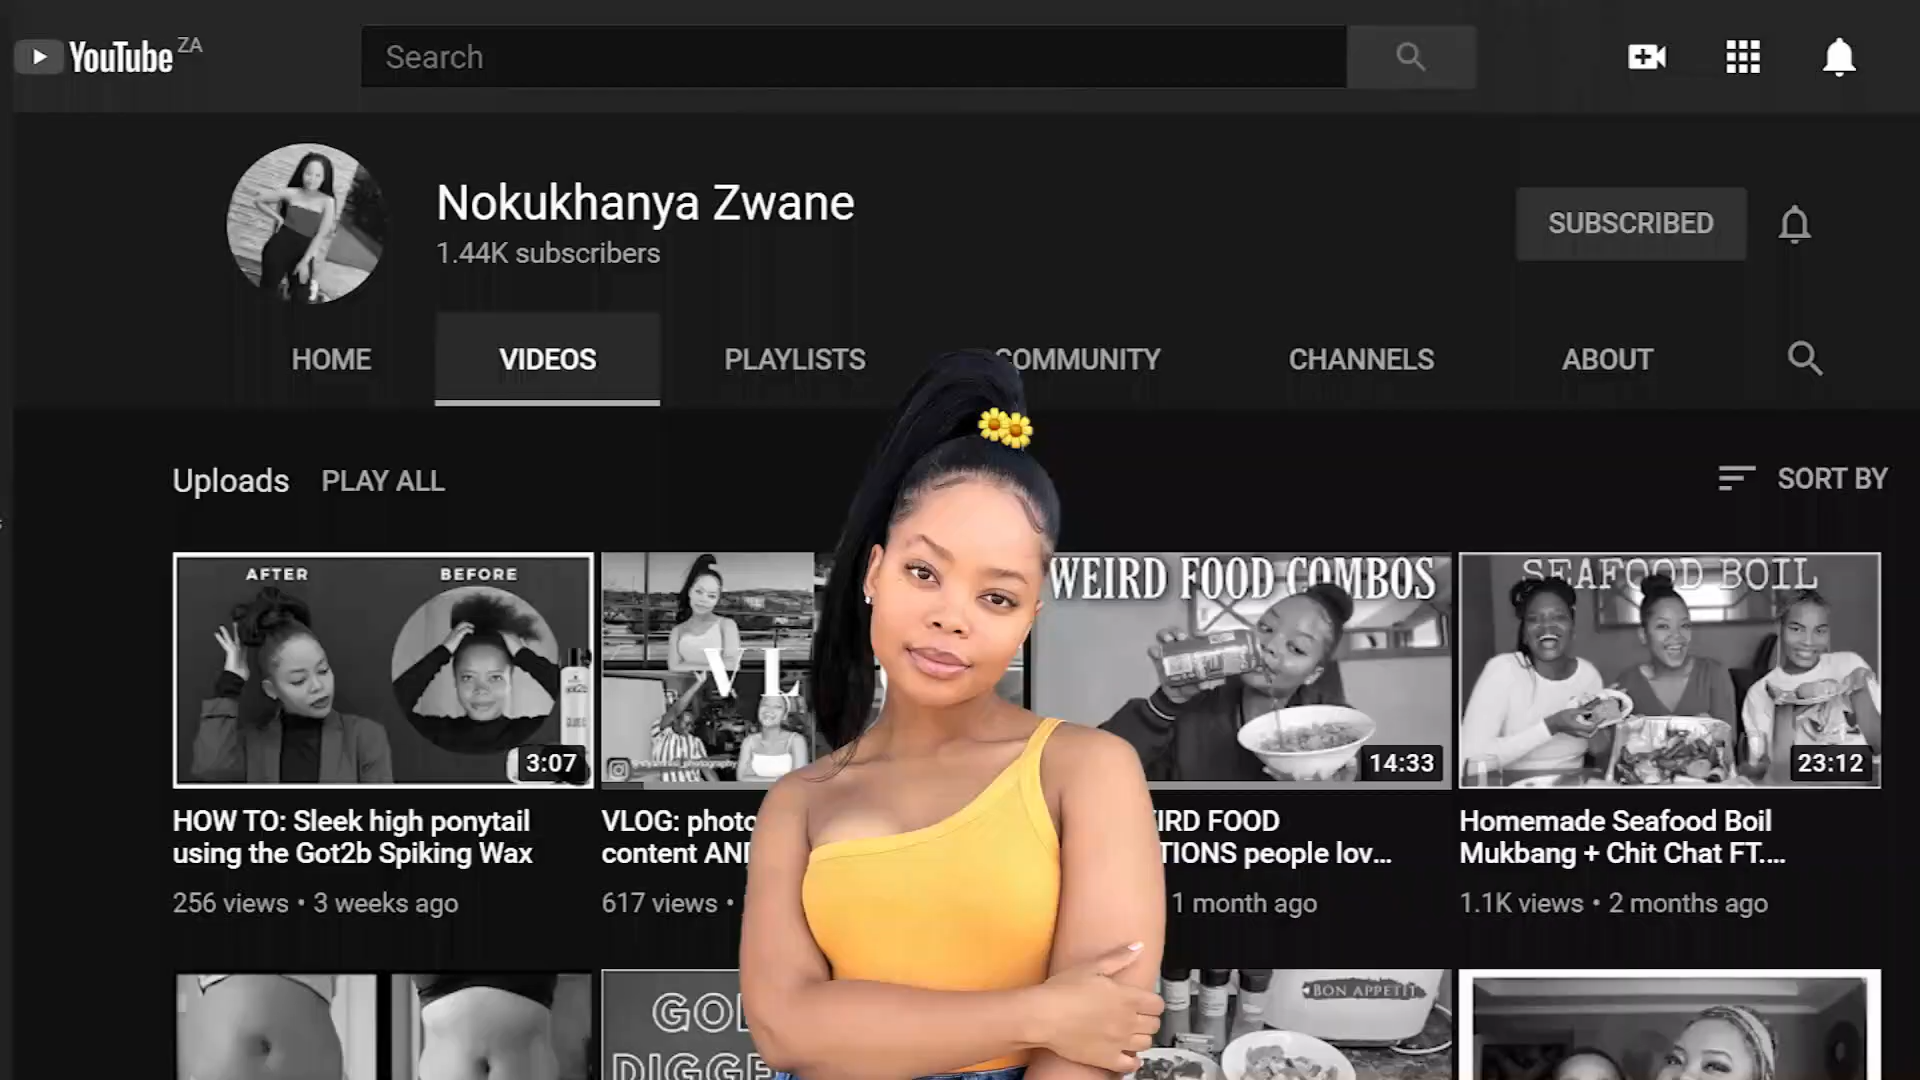 YouTube ZA
Search
Nokukhanya Zwane
1.44K subscribers
SUBSCRIBED
HOME
VIDEOS
PLAYLISTS
COMMUNITY
CHANNELS
ABOUT
Uploads
PLAY ALL
SORT BY
AFTER
BEFORE
3:07
HOW TO: Sleek high ponytail
using the Got2b Spiking Wax
256 views • 3 weeks ago
VL
VLOG: photo
content AN
617 views •
WEIRD FOOD COMBOS
14:33
IRD FOOD
TIONS people lov...
1 month ago
SEAFOOD BOIL
23:12
Homemade Seafood Boil
Mukbang + Chit Chat FT....
1.1K views • 2 months ago
GOL
DIGGE
BON APPETIT